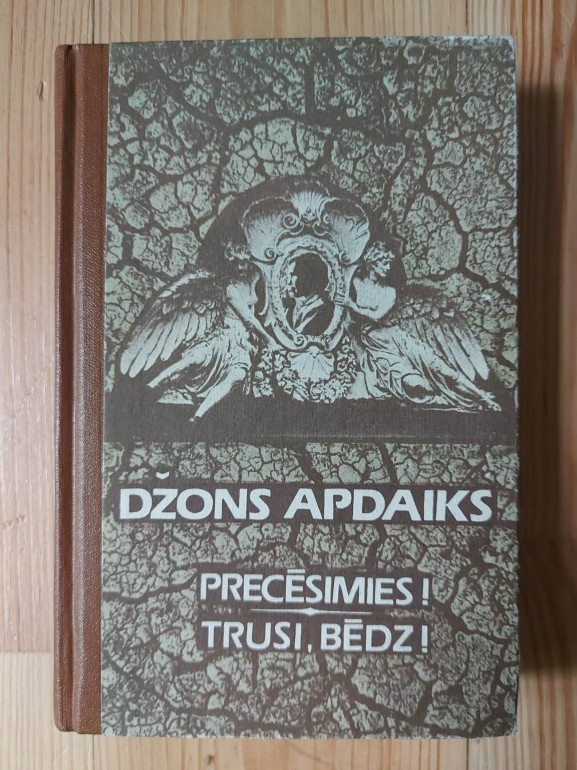 DŽONS APDAIKS
PRECĒSIMIES!
TRUSI, BĒDZ!